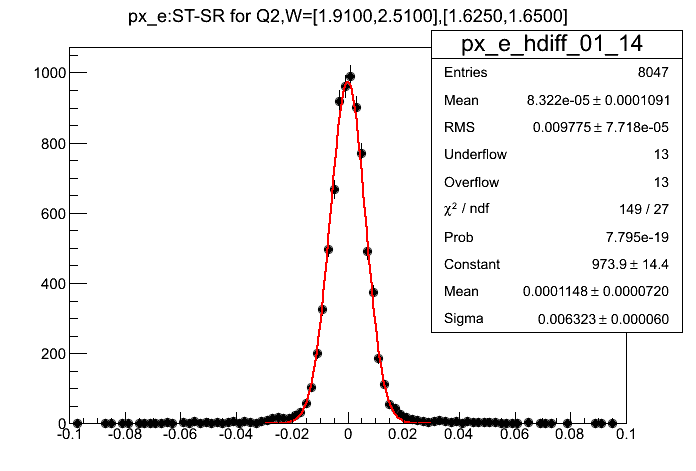 px_e:ST-SR for Q2,W=[1.9100,2.5100],[1.6250,1.6500]
px_e_hdiff_01_14
Entries 8047
Mean 8.322e-05 ± 0.0001091
RMS 0.009775 ± 7.718e-05
Underflow 13
Overflow 13
χ² / ndf 149 / 27
Prob 7.795e-19
Constant 973.9 ± 14.4
Mean 0.0001148 ± 0.0000720
Sigma 0.006323 ± 0.000060
1000
800
600
400
200
0
-0.1 -0.08 -0.06 -0.04 -0.02 0 0.02 0.04 0.06 0.08 0.1